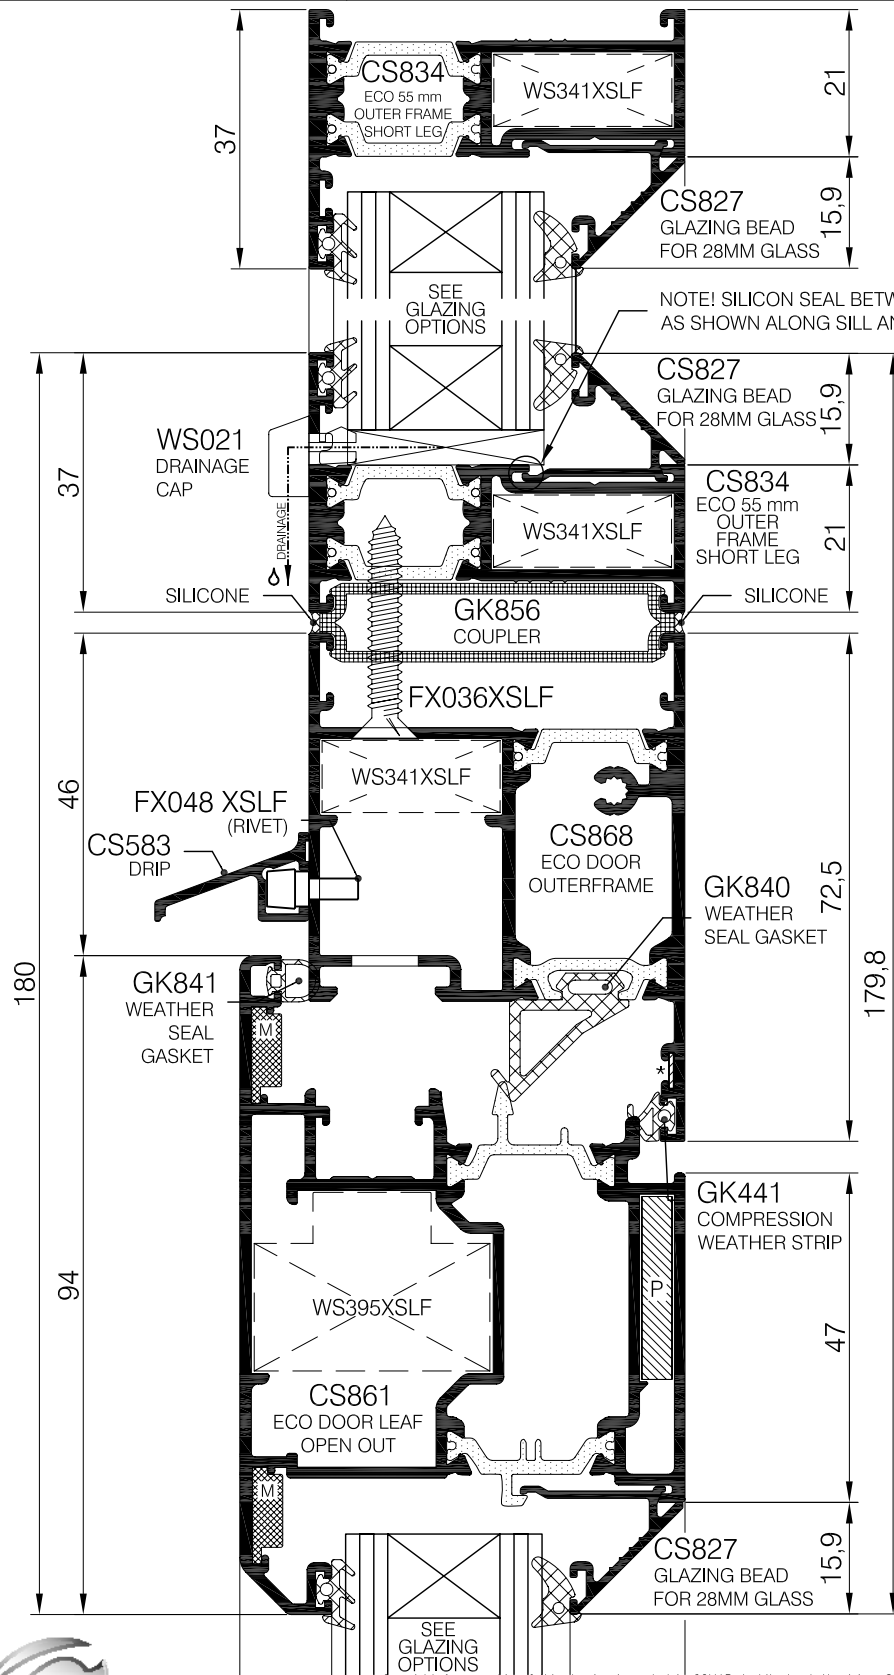 37
CS834
ECO 55 mm
OUTER FRAME
SHORT LEG
WS341XSLF
21
CS827
GLAZING BEAD
FOR 28MM GLASS
15,9
SEE
GLAZING
OPTIONS
NOTE! SILICON SEAL
AS SHOWN ALONG SILL
CS827
GLAZING BEAD
FOR 28MM GLASS
15,9
WS021
DRAINAGE
CAP
37
DRAINAGE
WS341XSLF
CS834
ECO 55 mm
OUTER
FRAME
SHORT LEG
21
SILICONE
GK856
COUPLER
SILICONE
FX036XSLF
WS341XSLF
46
FX048 XSLF
(RIVET)
CS583
DRIP
CS868
ECO DOOR
OUTERFRAME
GK840
WEATHER
SEAL GASKET
72,5
180
179,8
GK841
WEATHER
SEAL
GASKET
M
*
GK441
COMPRESSION
WEATHER STRIP
P
94
WS395XSLF
47
CS861
ECO DOOR LEAF
OPEN OUT
M
CS827
GLAZING BEAD
FOR 28MM GLASS
15,9
SEE
GLAZING
OPTIONS